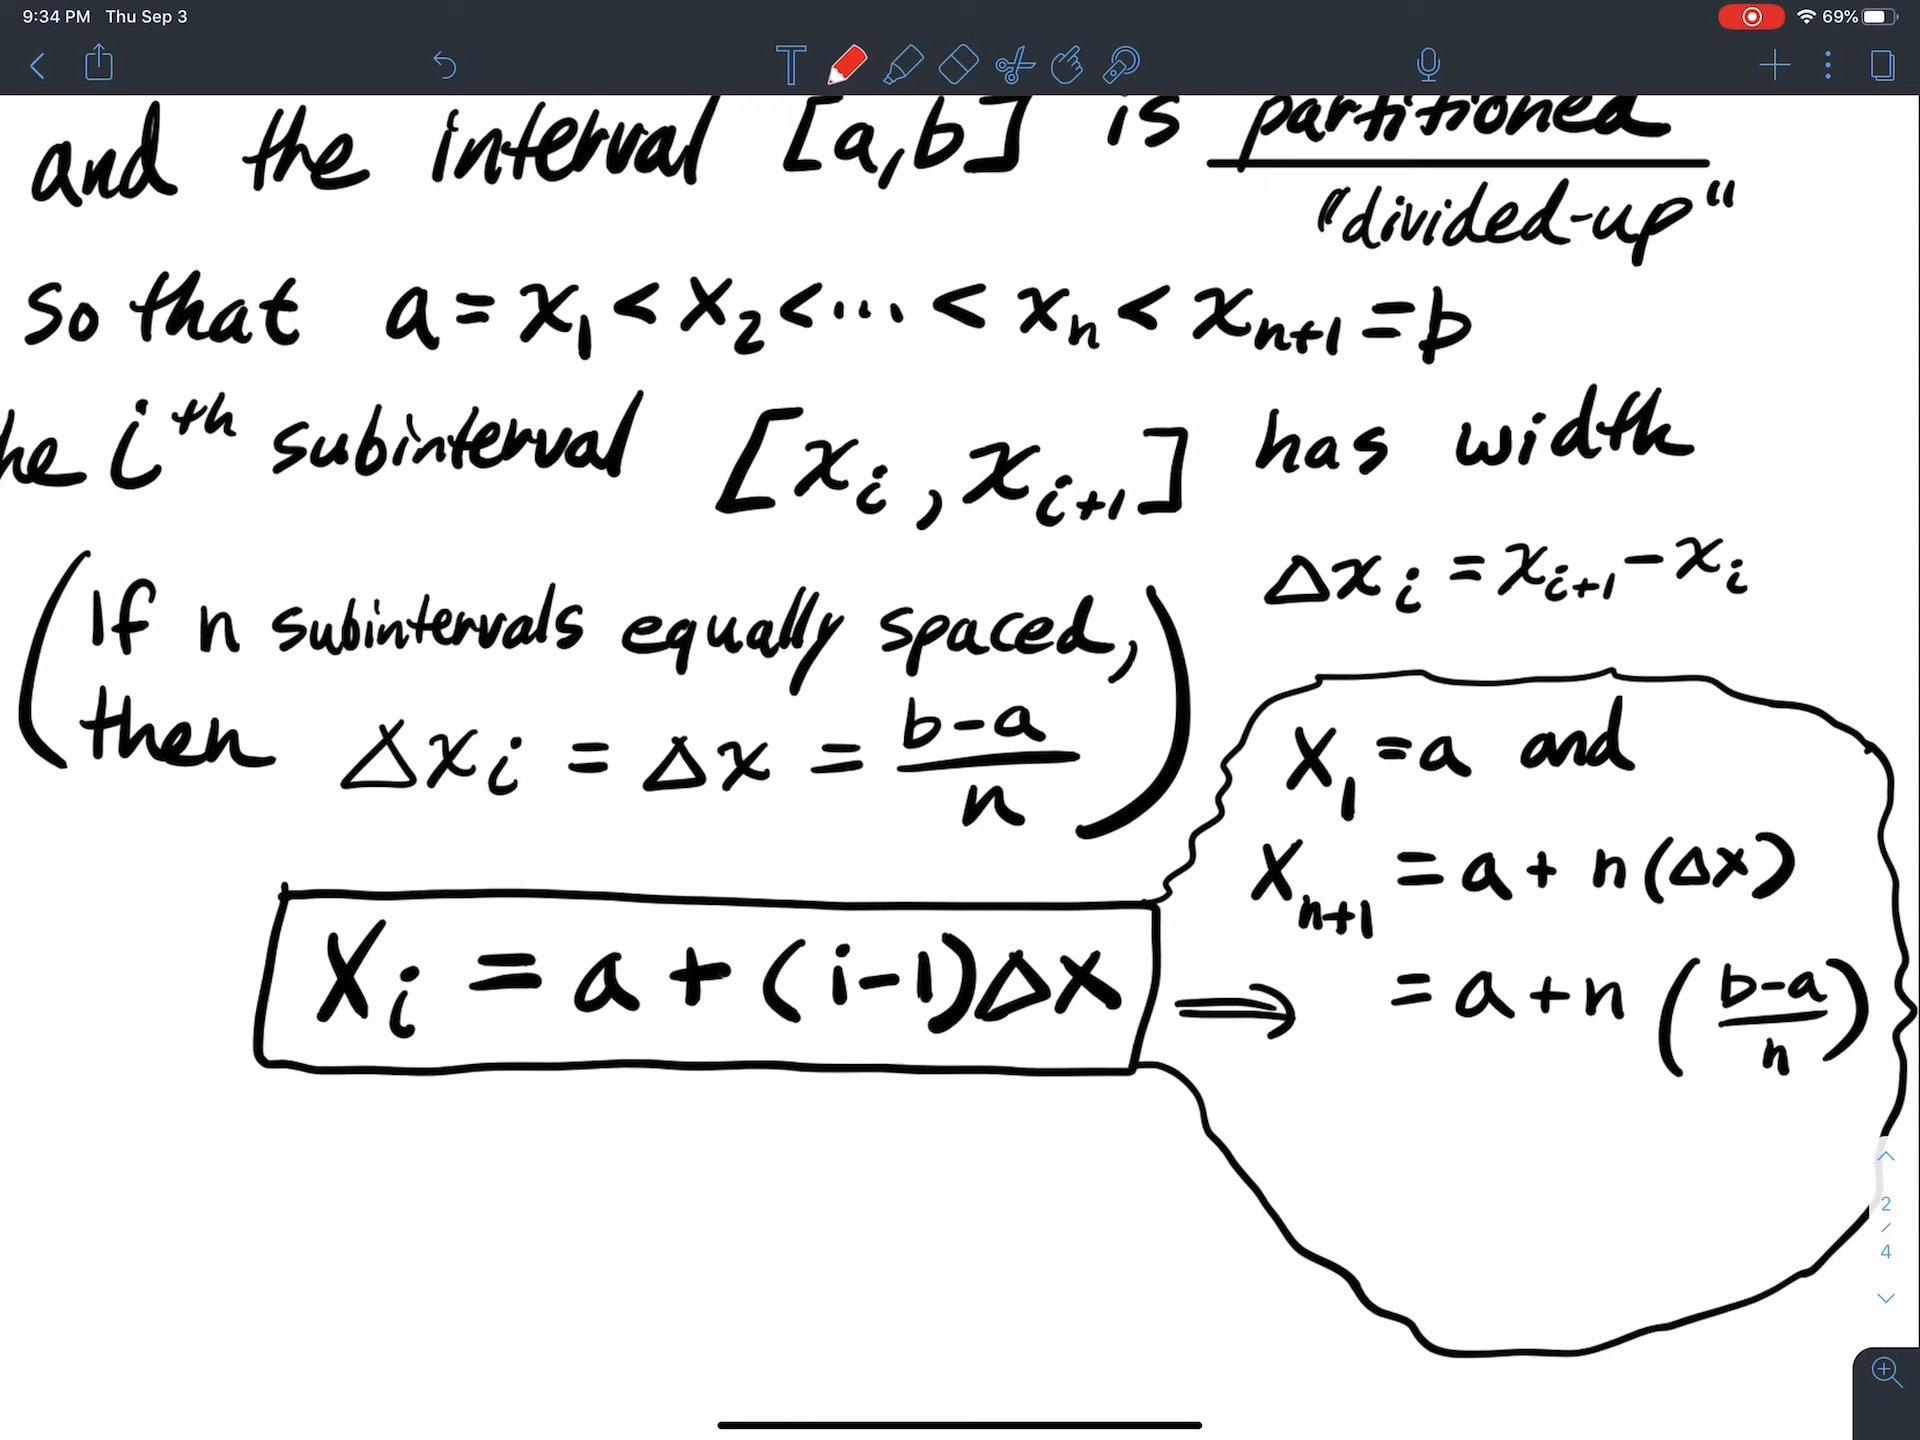 9:34 PM Thu Sep 3
69%
and the interval [a,b] is partitioned
"divided-up"
so that a = x₁ < x₂ < ... < xₙ < xₙ₊₁ = b
he iᵗʰ subinterval [xᵢ, xᵢ₊₁] has width
Δxᵢ = xᵢ₊₁ - xᵢ
(If n subintervals equally spaced,
then Δxᵢ = Δx = (b-a)/n)
xᵢ = a + (i-1)Δx ⟹
x₁ = a and
xₙ₊₁ = a + n(Δx)
= a + n((b-a)/n)
2
/
4